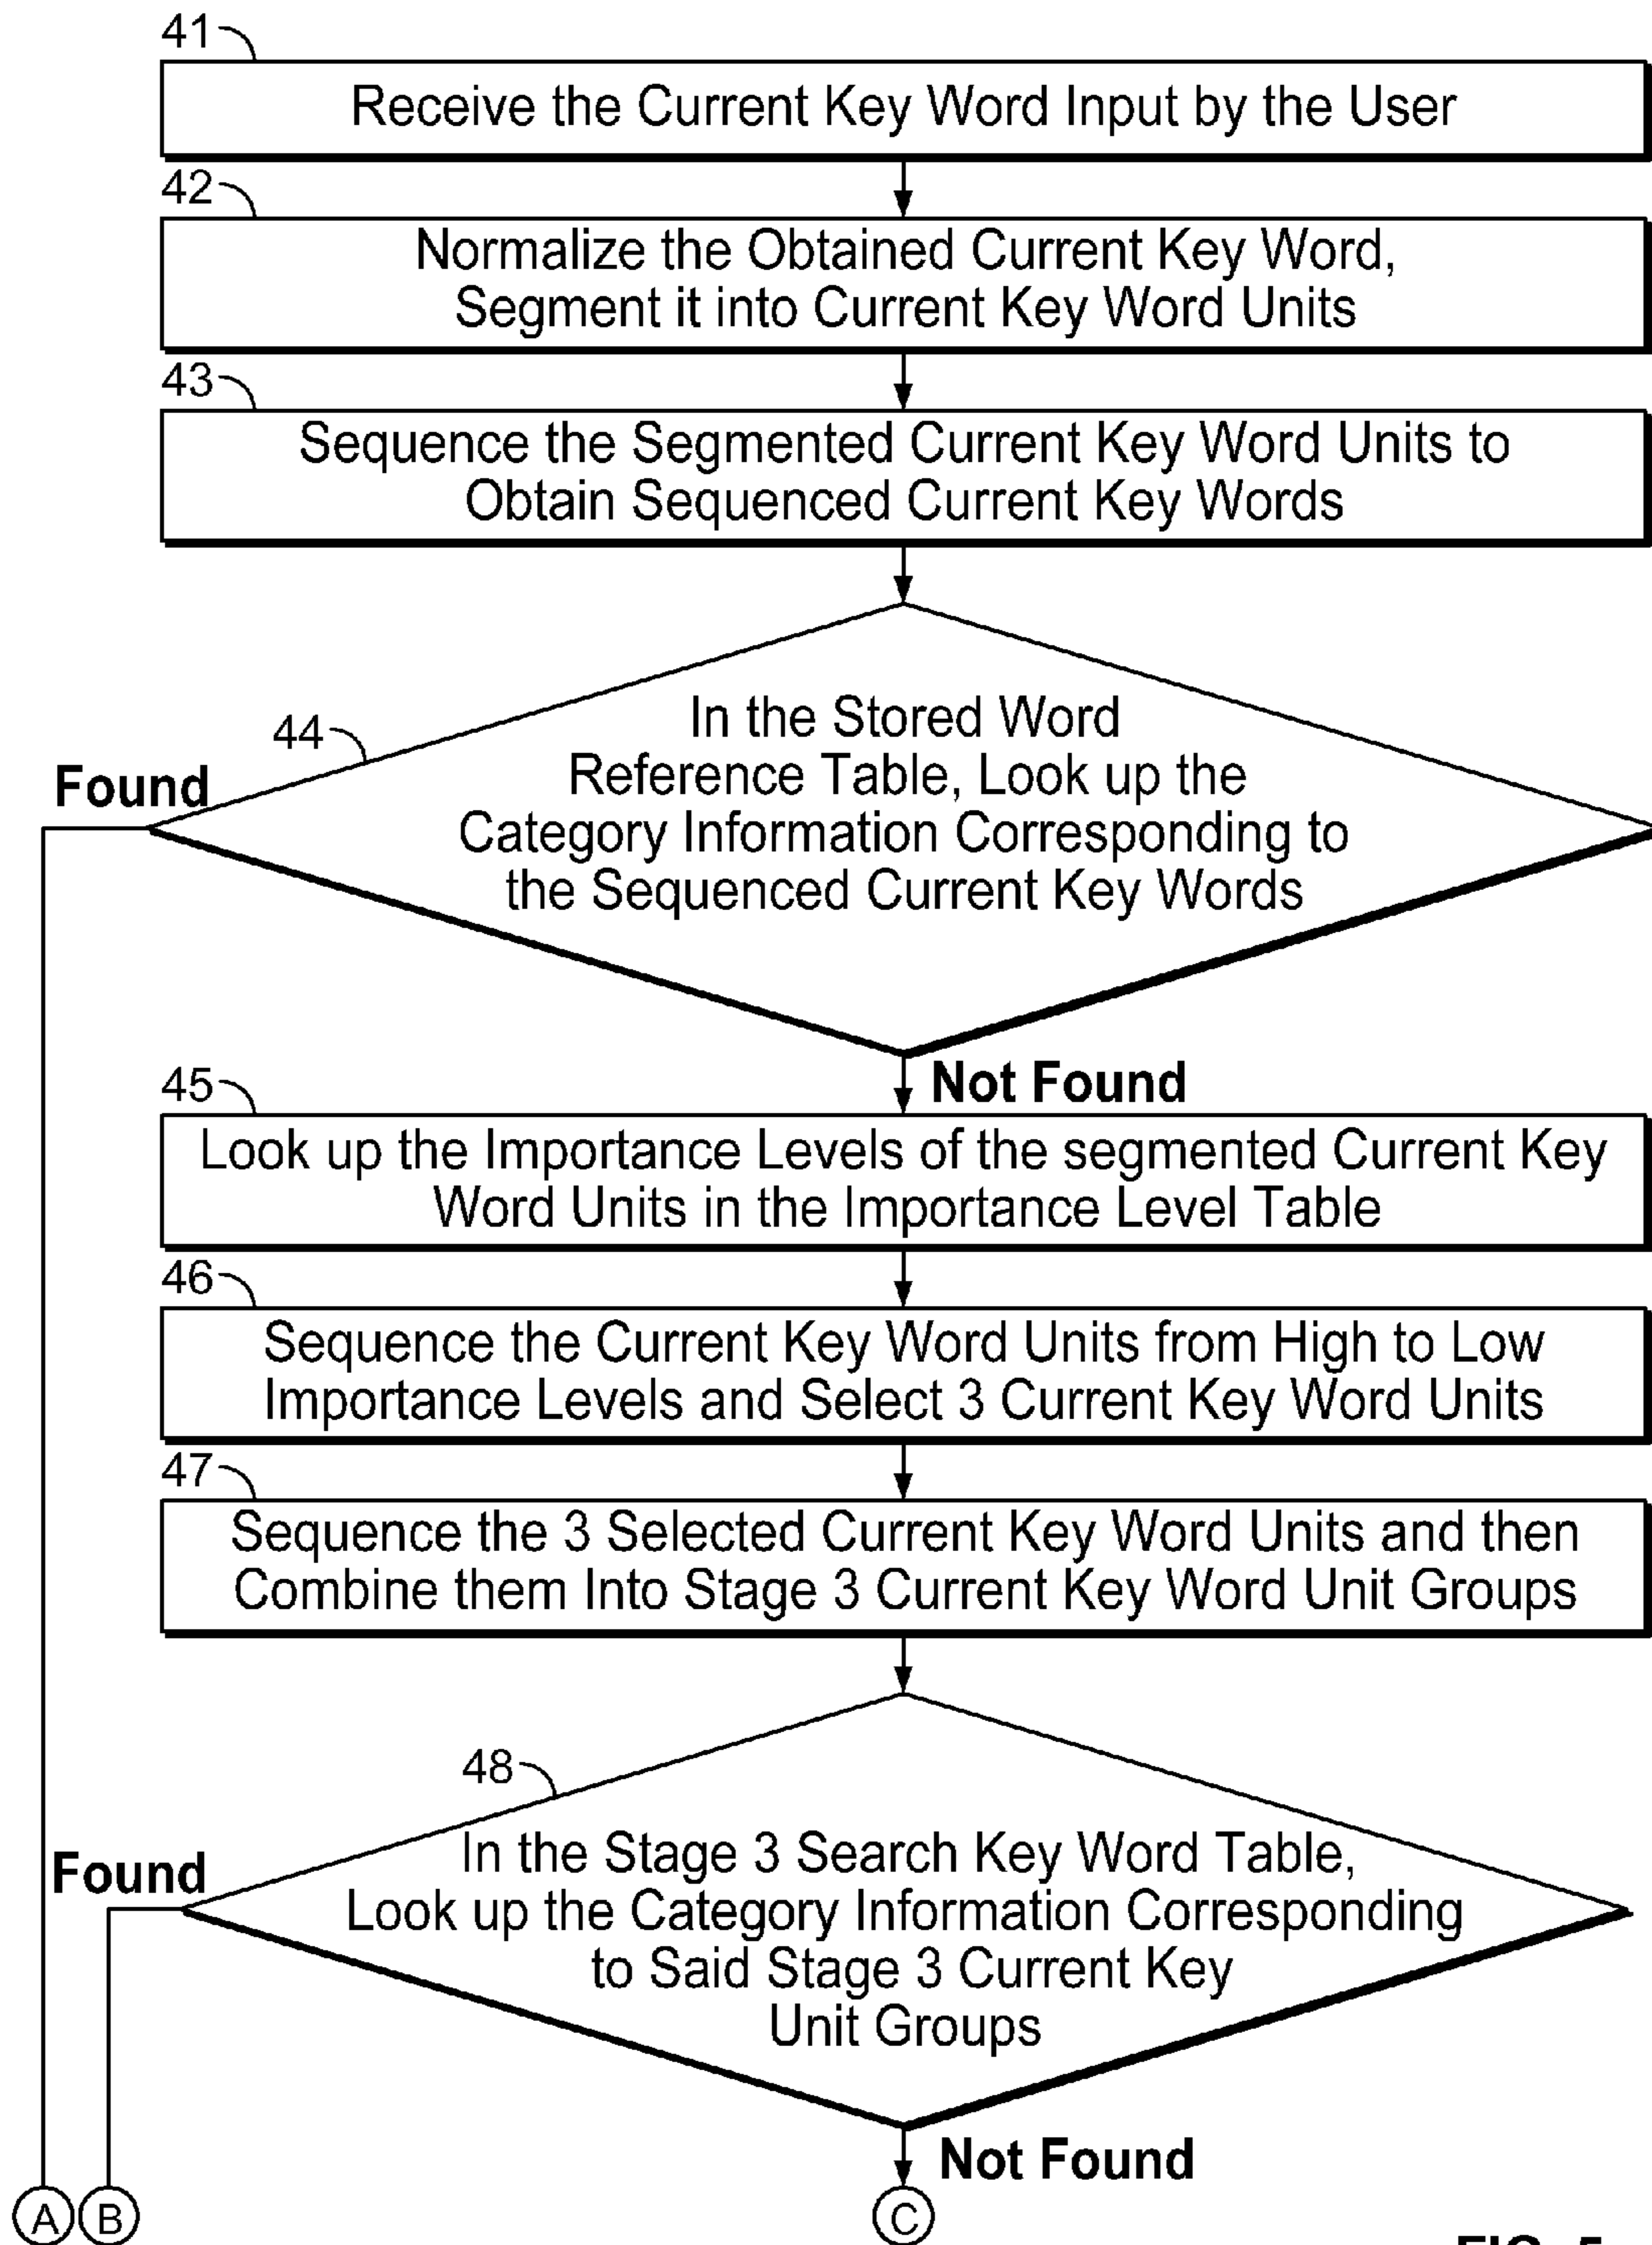 41
Receive the Current Key Word Input by the User
42
Normalize the Obtained Current Key Word,
Segment it into Current Key Word Units
43
Sequence the Segmented Current Key Word Units to
Obtain Sequenced Current Key Words
44
In the Stored Word
Reference Table, Look up the
Category Information Corresponding to
the Sequenced Current Key Words
Found
Not Found
45
Look up the Importance Levels of the segmented Current Key
Word Units in the Importance Level Table
46
Sequence the Current Key Word Units from High to Low
Importance Levels and Select 3 Current Key Word Units
47
Sequence the 3 Selected Current Key Word Units and then
Combine them Into Stage 3 Current Key Word Unit Groups
48
In the Stage 3 Search Key Word Table,
Look up the Category Information Corresponding
to Said Stage 3 Current Key
Unit Groups
Found
Not Found
A B C